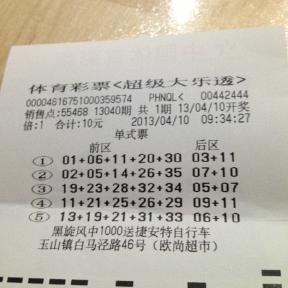 体育彩票<超级大乐透>
00004616751000359574 PHNQL< 00442444
销售点:55468 13040期 共1期 13/04/10开奖
倍:1 合计:10元 2013/04/10 09:34:27
单式票
前区 后区
① 01+06+11+20+30 03+11
② 02+05+14+26+35 07+10
③ 19+23+28+32+34 05+07
④ 11+21+25+26+29 09+11
⑤ 13+19+21+31+33 06+10
黑旋风中1000送捷安特自行车
玉山镇白马泾路46号(欧尚超市)